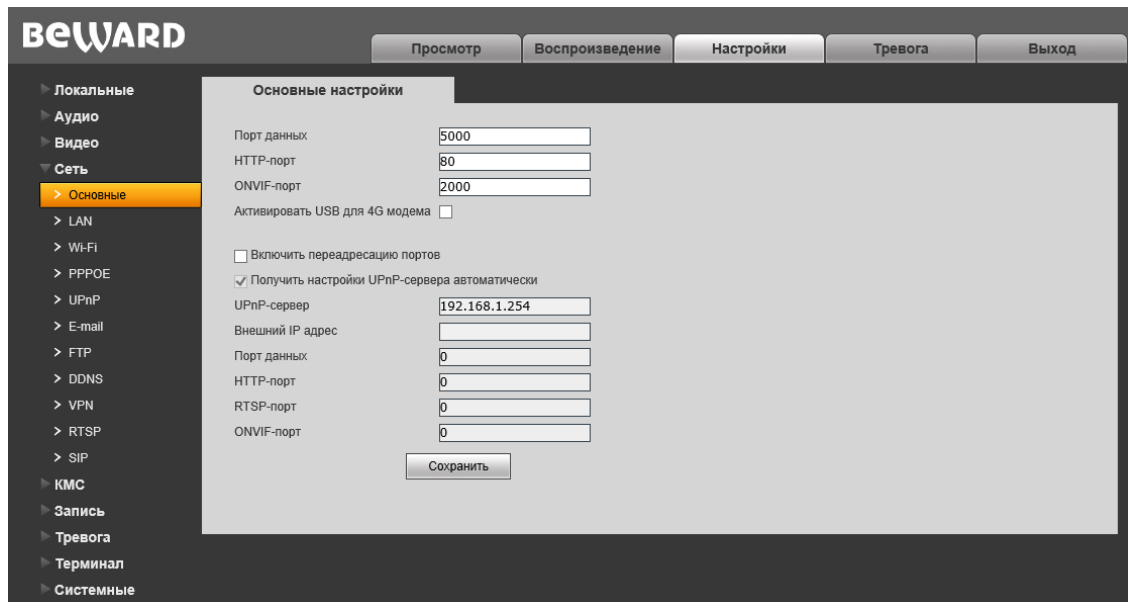 BEWARD
Просмотр
Воспроизведение
Настройки
Тревога
Выход
Локальные
Аудио
Видео
Сеть
> Основные
> LAN
> Wi-Fi
> PPPOE
> UPnP
> E-mail
> FTP
> DDNS
> VPN
> RTSP
> SIP
КМС
Запись
Тревога
Терминал
Системные
Основные настройки
Порт данных 5000
HTTP-порт 80
ONVIF-порт 2000
Активировать USB для 4G модема
Включить переадресацию портов
Получить настройки UPnP-сервера автоматически
UPnP-сервер 192.168.1.254
Внешний IP адрес
Порт данных 0
HTTP-порт 0
RTSP-порт 0
ONVIF-порт 0
Сохранить